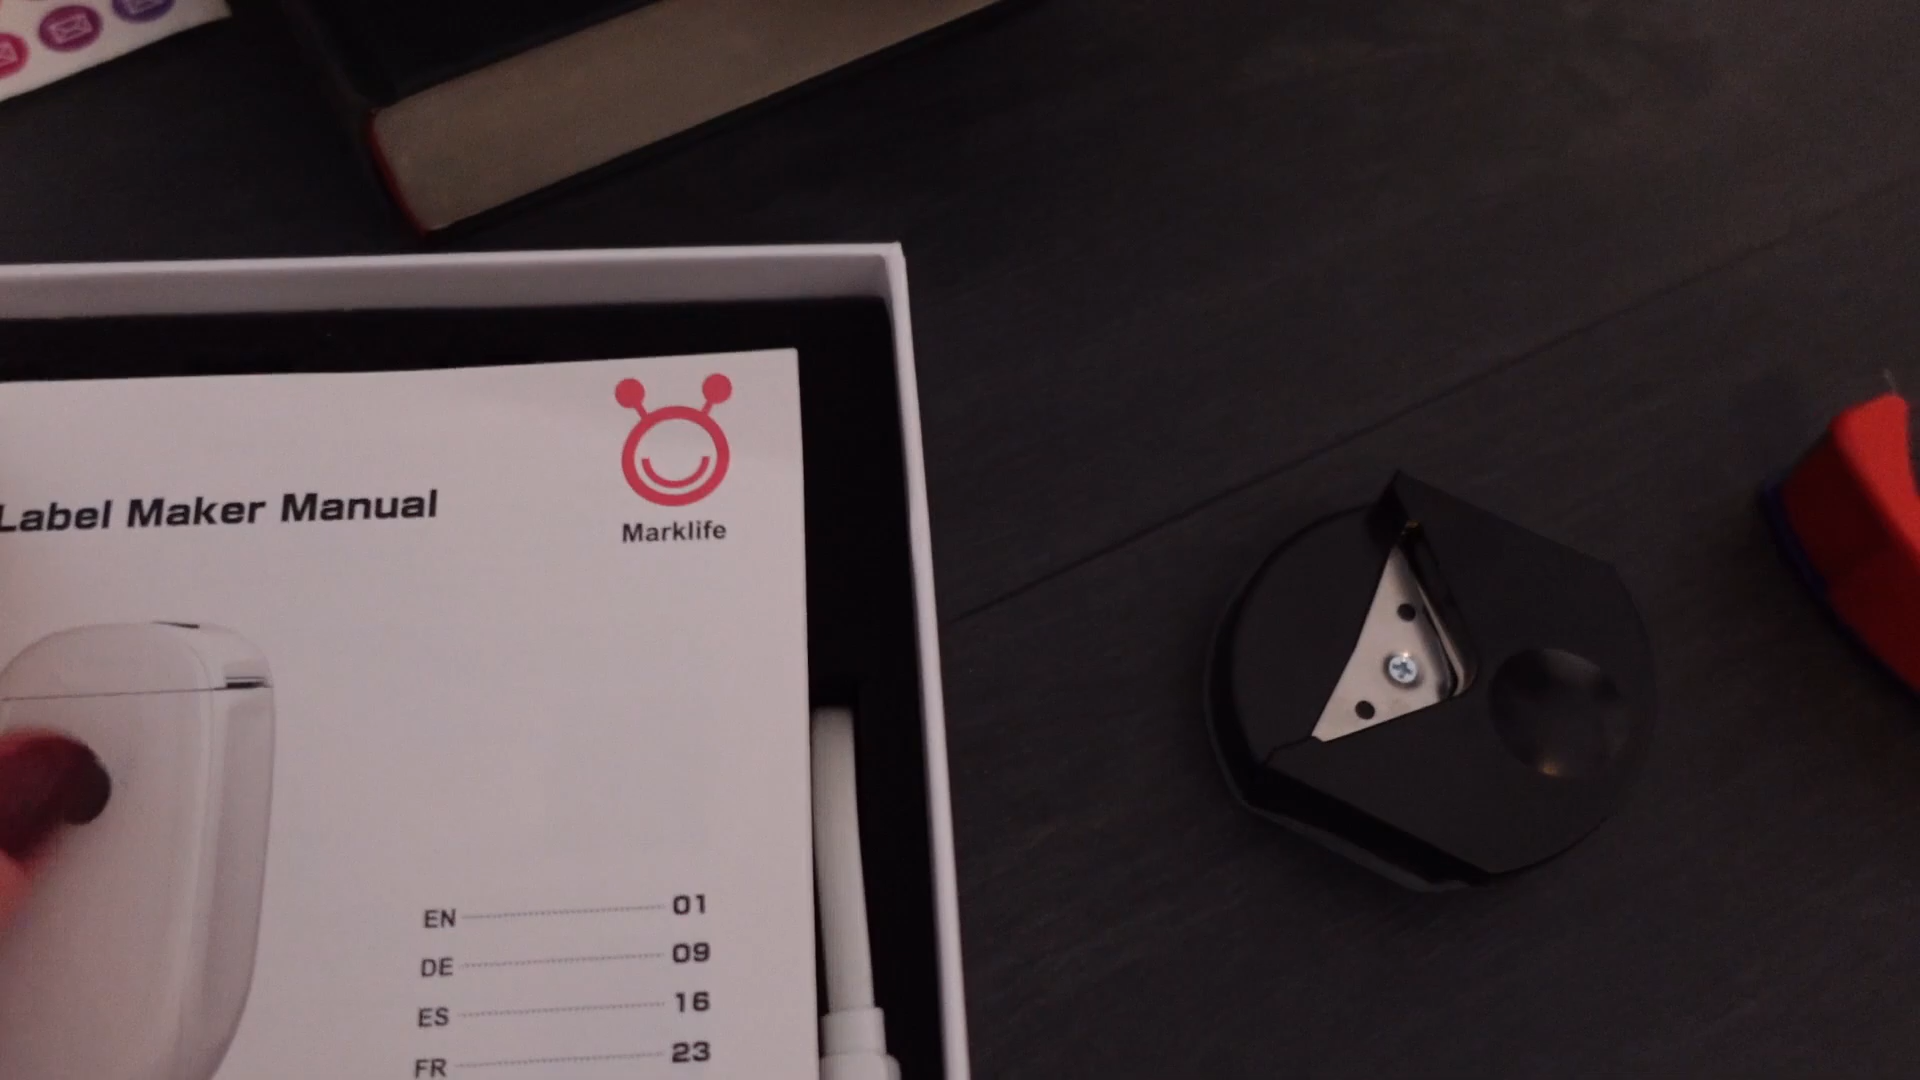 Label Maker Manual
Marklife
EN 01
DE 09
ES 16
FR 23